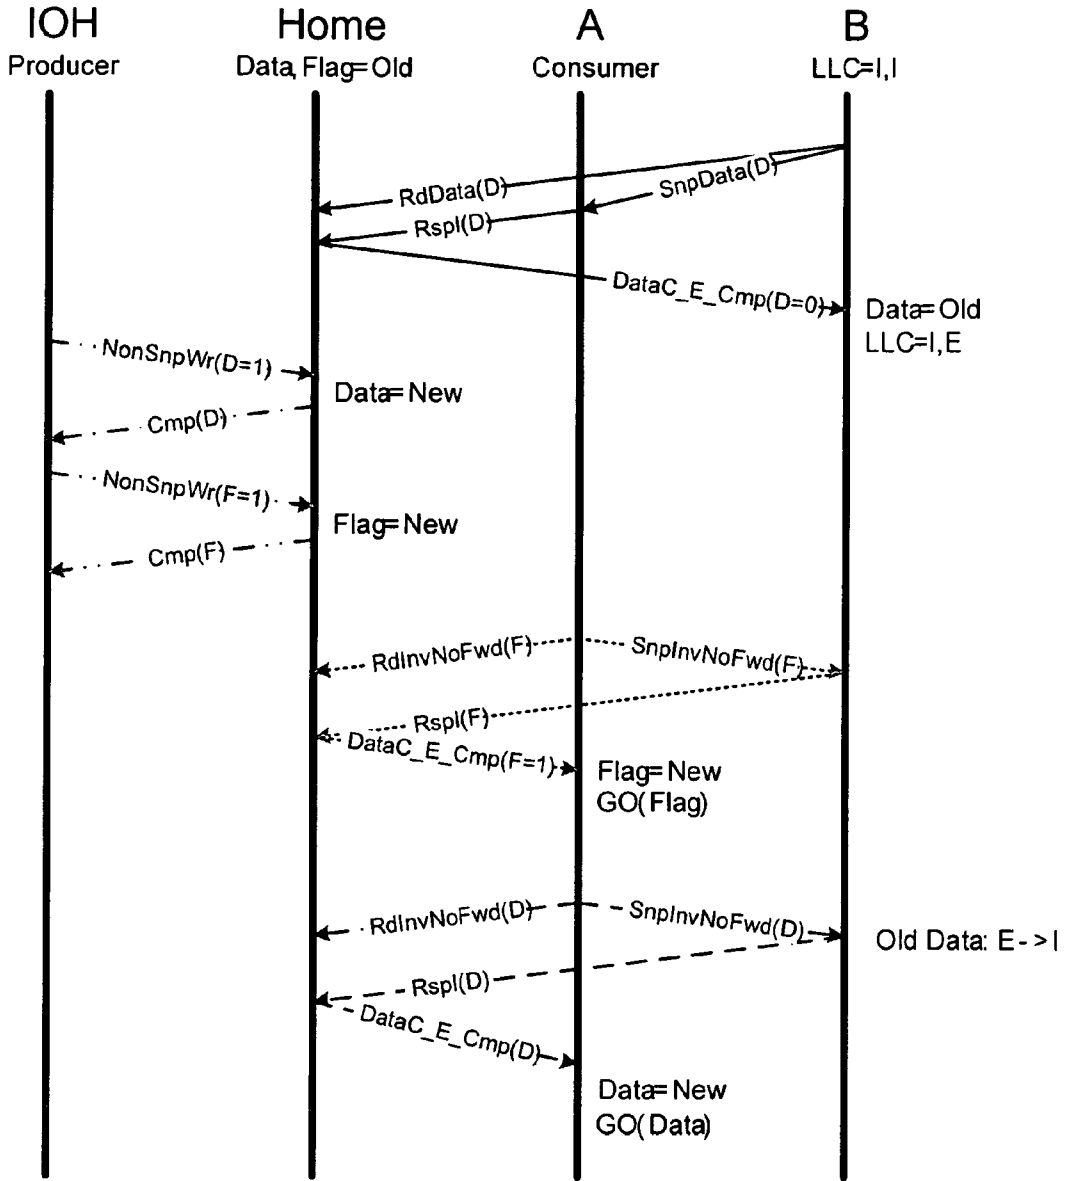 IOH Home A B
Producer Data, Flag=Old Consumer LLC=I,I
RdData(D)
SnpData(D)
RspI(D)
DataC_E_Cmp(D=0)
Data=Old
LLC=I,E
NonSnpWr(D=1)
Data=New
Cmp(D)
NonSnpWr(F=1)
Flag=New
Cmp(F)
RdInvNoFwd(F)
SnpInvNoFwd(F)
RspI(F)
DataC_E_Cmp(F=1)
Flag=New
GO(Flag)
RdInvNoFwd(D)
SnpInvNoFwd(D)
Old Data: E->I
RspI(D)
DataC_E_Cmp(D)
Data=New
GO(Data)